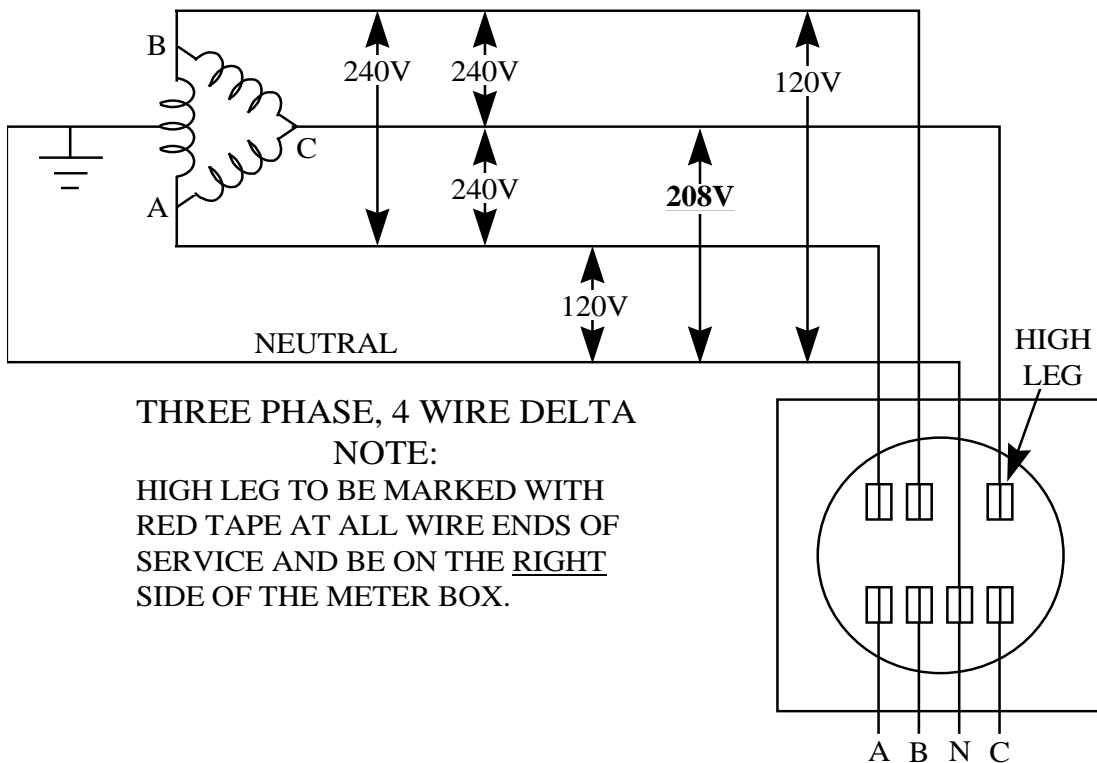 B
240V
240V
120V
C
240V
208V
A
120V
NEUTRAL
HIGH
LEG
THREE PHASE, 4 WIRE DELTA
NOTE:
HIGH LEG TO BE MARKED WITH
RED TAPE AT ALL WIRE ENDS OF
SERVICE AND BE ON THE RIGHT
SIDE OF THE METER BOX.
A B N C